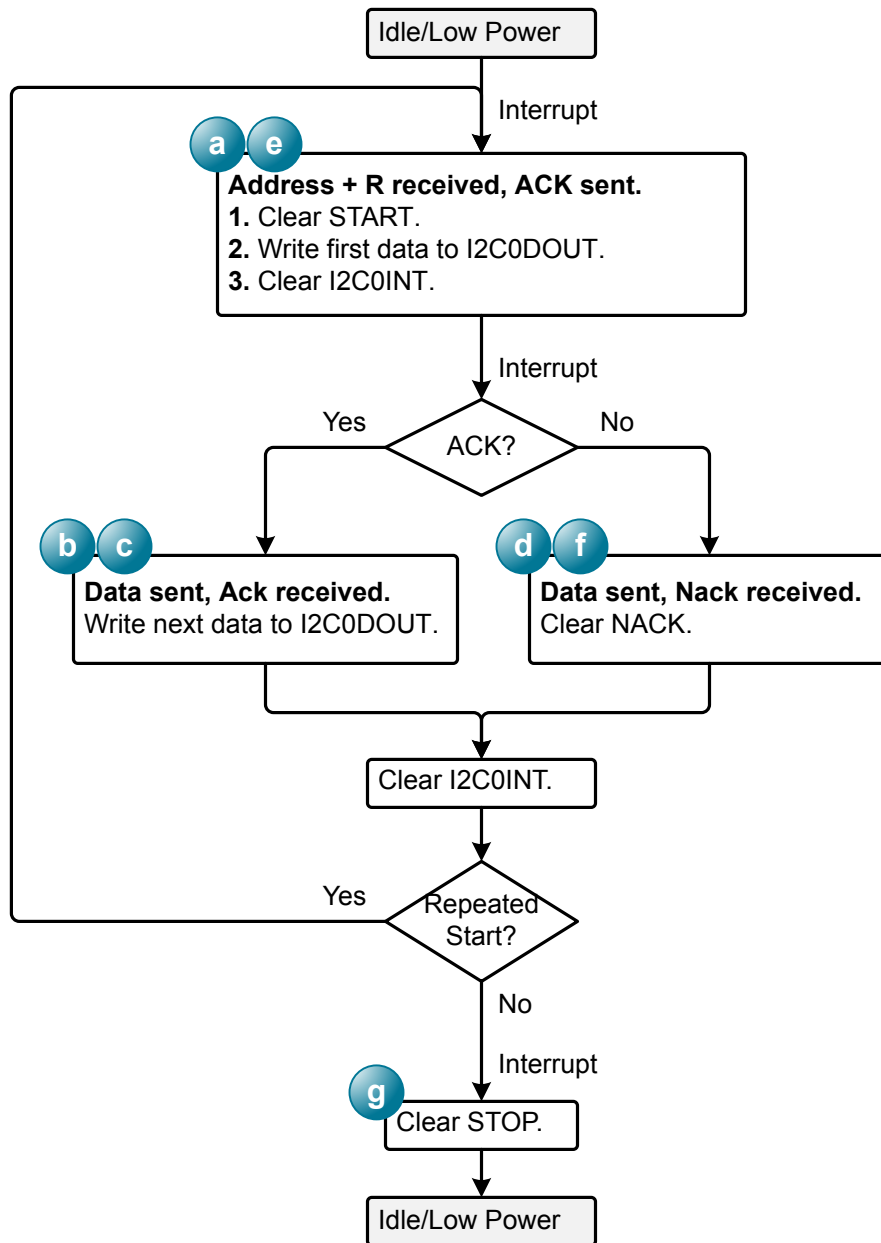 Idle/Low Power
Interrupt
a e
Address + R received, ACK sent.
1. Clear START.
2. Write first data to I2C0DOUT.
3. Clear I2C0INT.
Interrupt
Yes
No
ACK?
b c
d f
Data sent, Ack received.
Write next data to I2C0DOUT.
Data sent, Nack received.
Clear NACK.
Clear I2C0INT.
Yes
Repeated
Start?
No
Interrupt
g
Clear STOP.
Idle/Low Power